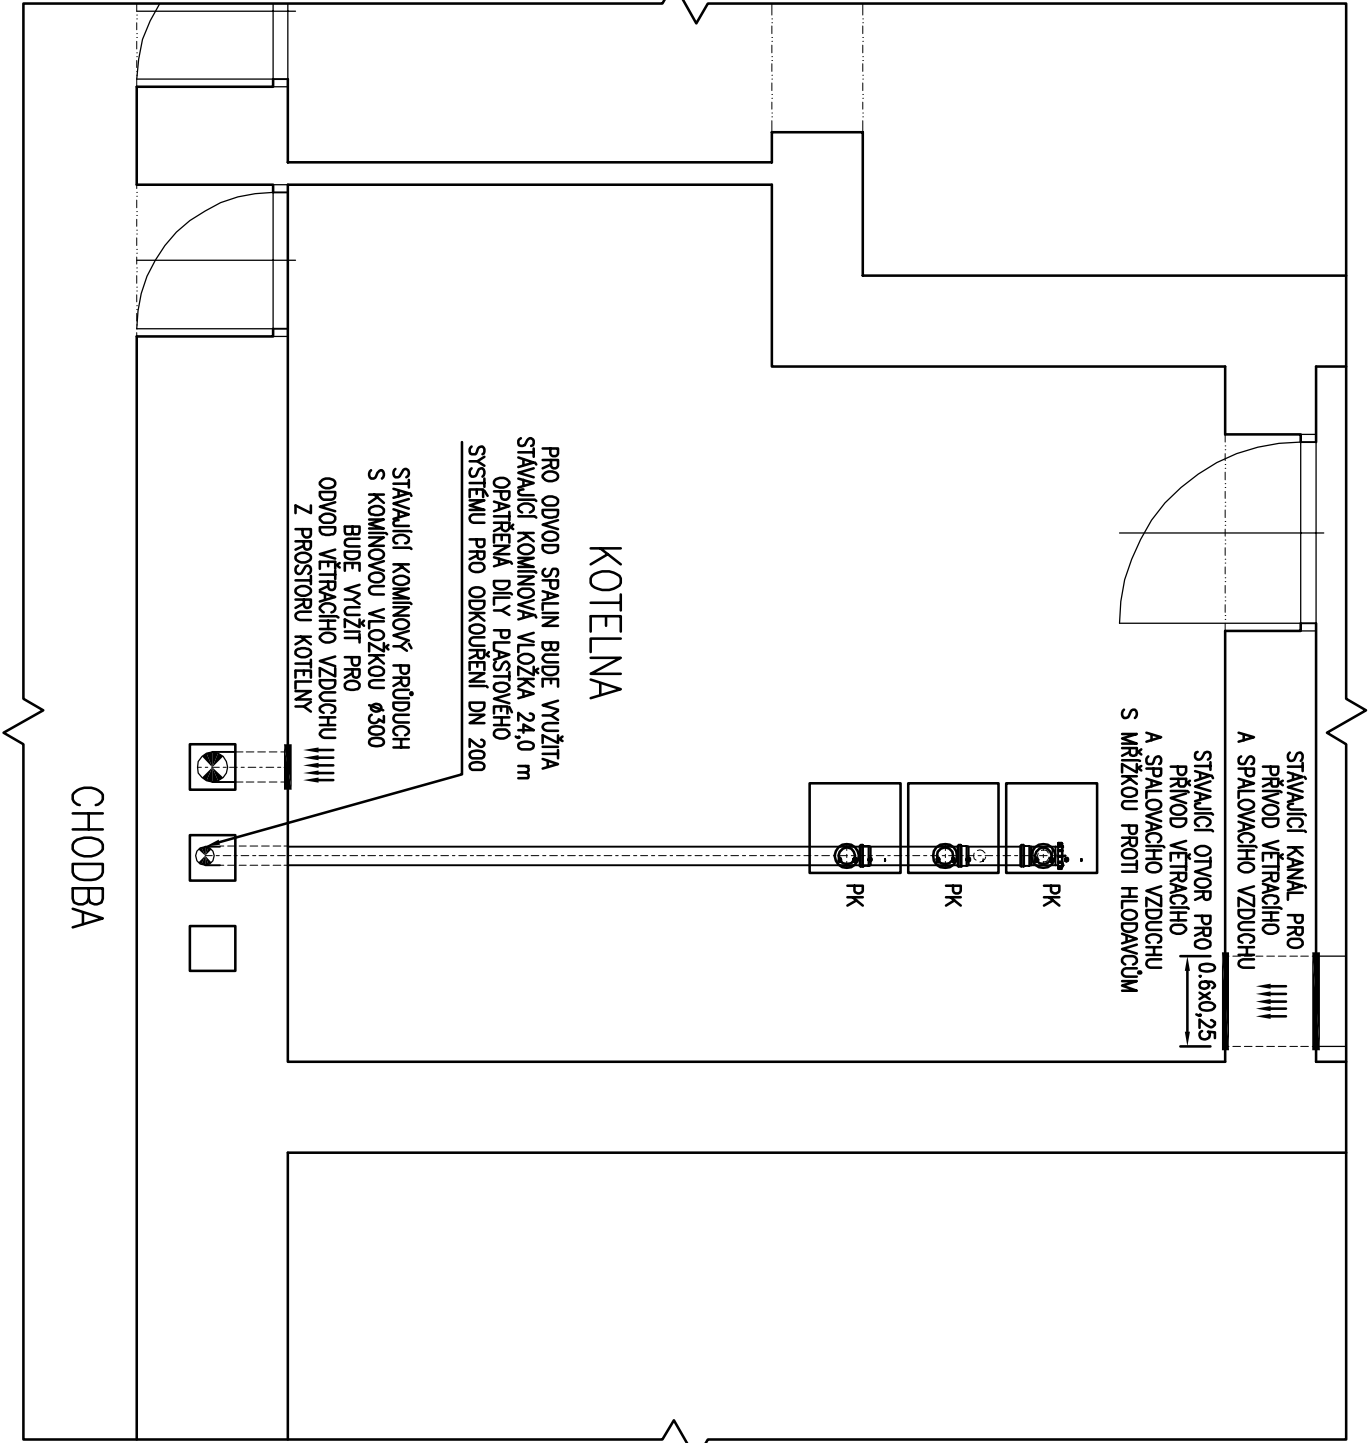 STÁVAJÍCÍ KANÁL PRO
PŘÍVOD VĚTRACÍHO
A SPALOVACÍHO VZDUCHU
STÁVAJÍCÍ OTVOR PRO
PŘÍVOD VĚTRACÍHO
A SPALOVACÍHO VZDUCHU
S MŘÍŽKOU PROTI HLODAVCŮM
0.6x0,25
PK
PK
PK
KOTELNA
PRO ODVOD SPALIN BUDE VYUŽITA
STÁVAJÍCÍ KOMÍNOVÁ VLOŽKA 24,0 m
OPATŘENÁ DÍLY PLASTOVÉHO
SYSTÉMU PRO ODKOUŘENÍ DN 200
STÁVAJÍCÍ KOMÍNOVÝ PRŮDUCH
S KOMÍNOVOU VLOŽKOU Ø300
BUDE VYUŽIT PRO
ODVOD VĚTRACÍHO VZDUCHU
Z PROSTORU KOTELNY
CHODBA